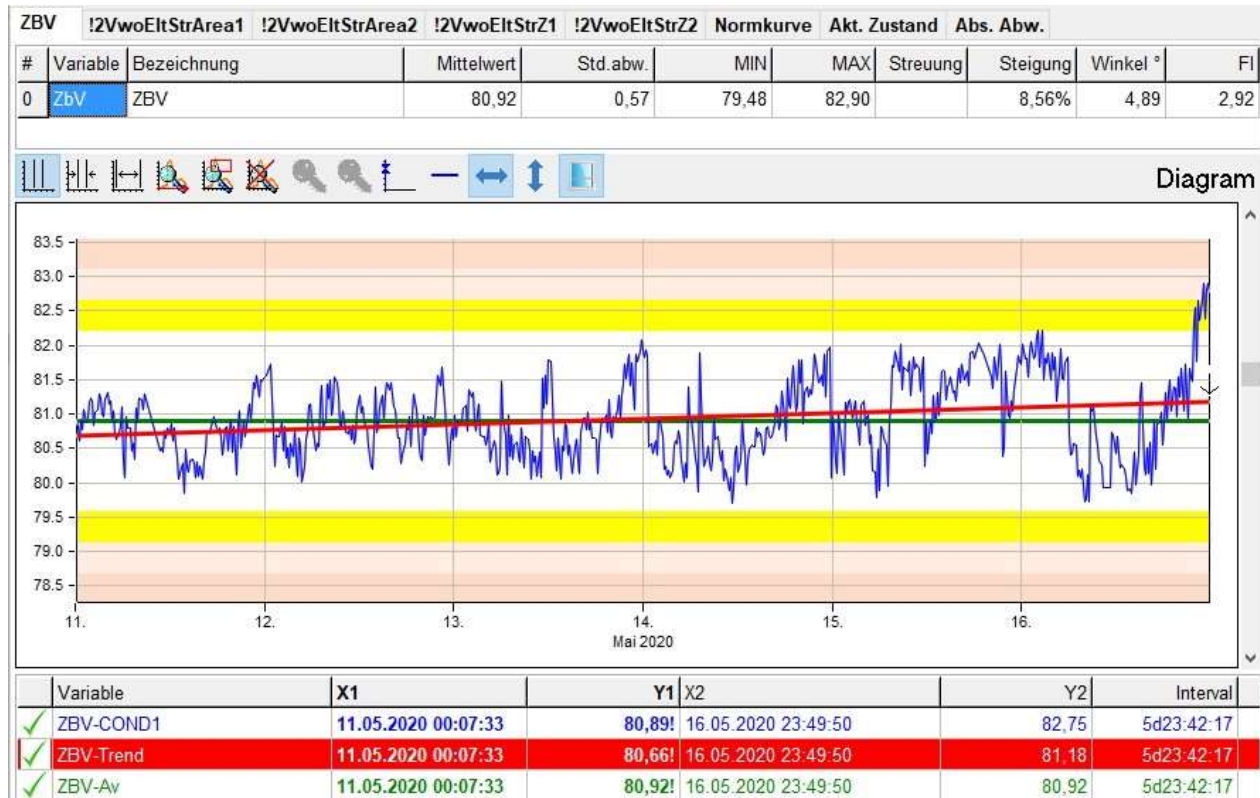 ZBV !2VwoEltStrArea1 !2VwoEltStrArea2 !2VwoEltStrZ1 !2VwoEltStrZ2 Normkurve Akt. Zustand Abs. Abw.
# Variable Bezeichnung Mittelwert Std.abw. MIN MAX Streuung Steigung Winkel ° FI
0 ZbV ZBV 80,92 0,57 79,48 82,90 8,56% 4,89 2,92
Diagram
83.5
83.0
82.5
82.0
81.5
81.0
80.5
80.0
79.5
79.0
78.5
11. 12. 13. 14. 15. 16.
Mai 2020
Variable X1 Y1 X2 Y2 Interval
ZBV-COND1 11.05.2020 00:07:33 80,89! 16.05.2020 23:49:50 82,75 5d23:42:17
ZBV-Trend 11.05.2020 00:07:33 80,66! 16.05.2020 23:49:50 81,18 5d23:42:17
ZBV-Av 11.05.2020 00:07:33 80,92! 16.05.2020 23:49:50 80,92 5d23:42:17